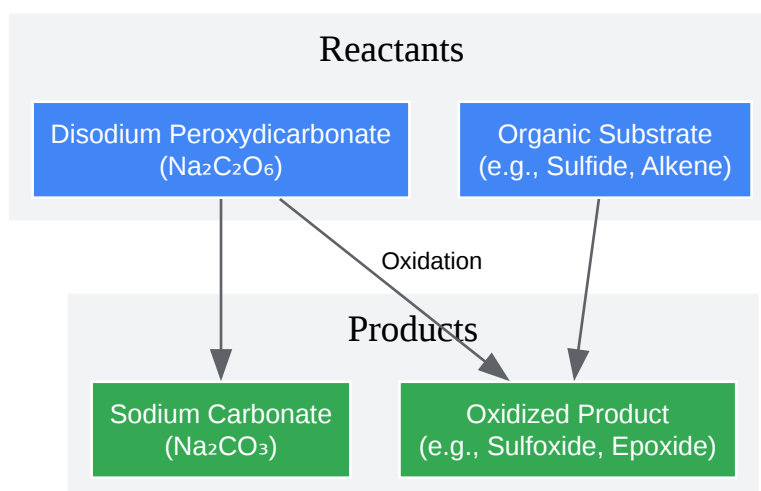 Reactants
Disodium Peroxydicarbonate
(Na₂C₂O₆)
Organic Substrate
(e.g., Sulfide, Alkene)
Oxidation
Products
Sodium Carbonate
(Na₂CO₃)
Oxidized Product
(e.g., Sulfoxide, Epoxide)